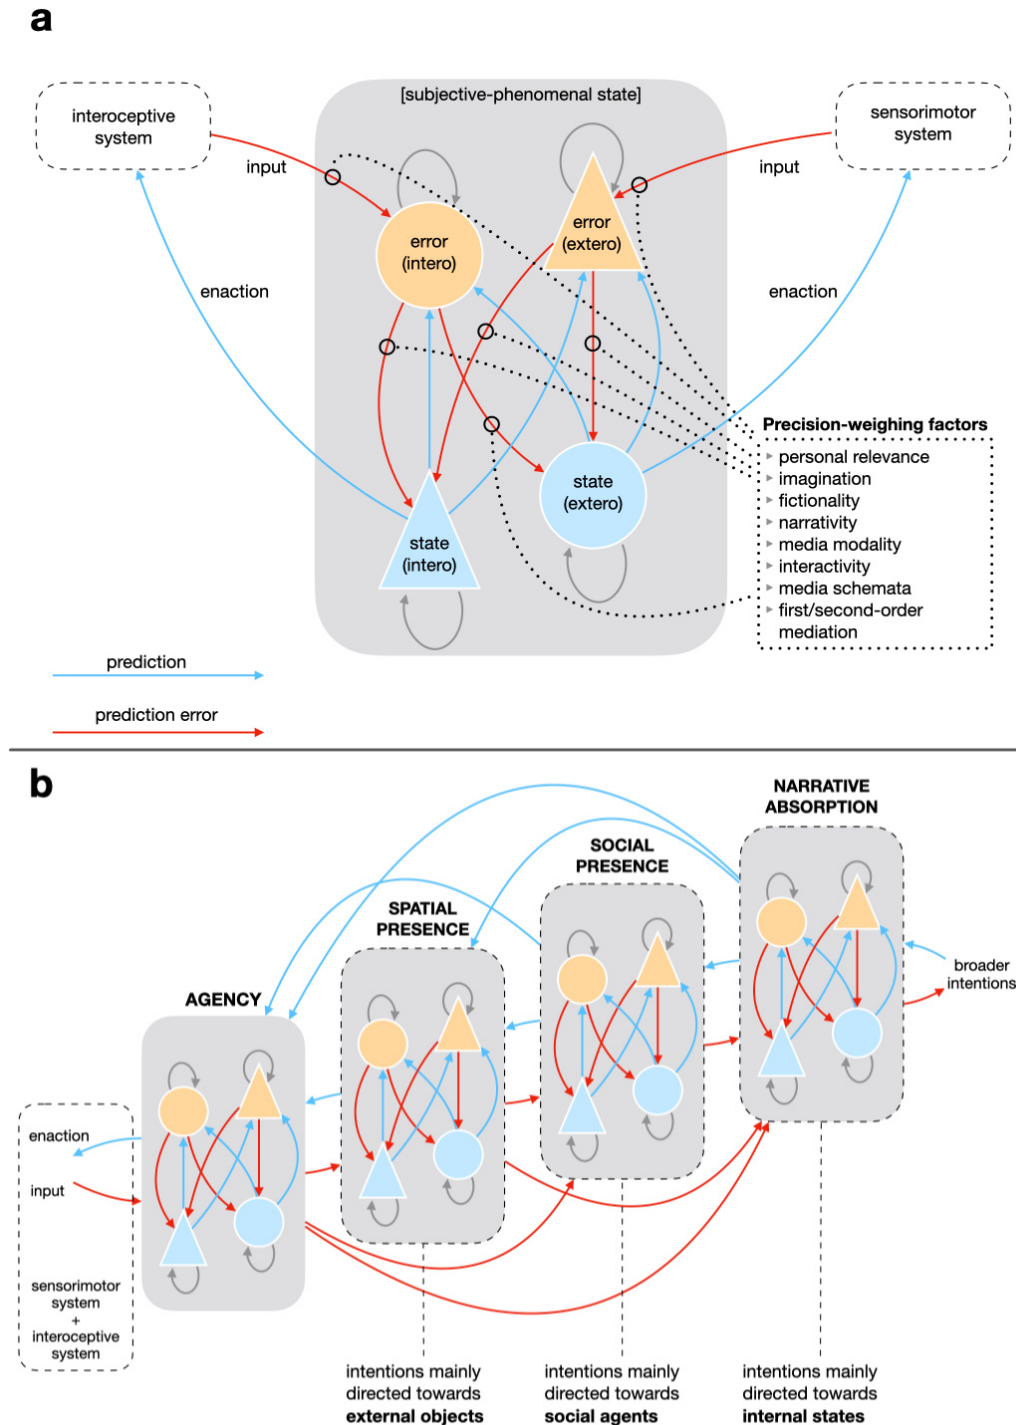 a
[subjective-phenomenal state]
interoceptive
system
sensorimotor
system
input
input
error
(intero)
error
(extero)
enaction
enaction
state
(intero)
state
(extero)
Precision-weighing factors
personal relevance
imagination
fictionality
narrativity
media modality
interactivity
media schemata
first/second-order
mediation
prediction
prediction error
b
NARRATIVE
ABSORPTION
SOCIAL
PRESENCE
SPATIAL
PRESENCE
AGENCY
broader
intentions
enaction
input
sensorimotor
system
+
interoceptive
system
intentions mainly
directed towards
external objects
intentions mainly
directed towards
social agents
intentions mainly
directed towards
internal states